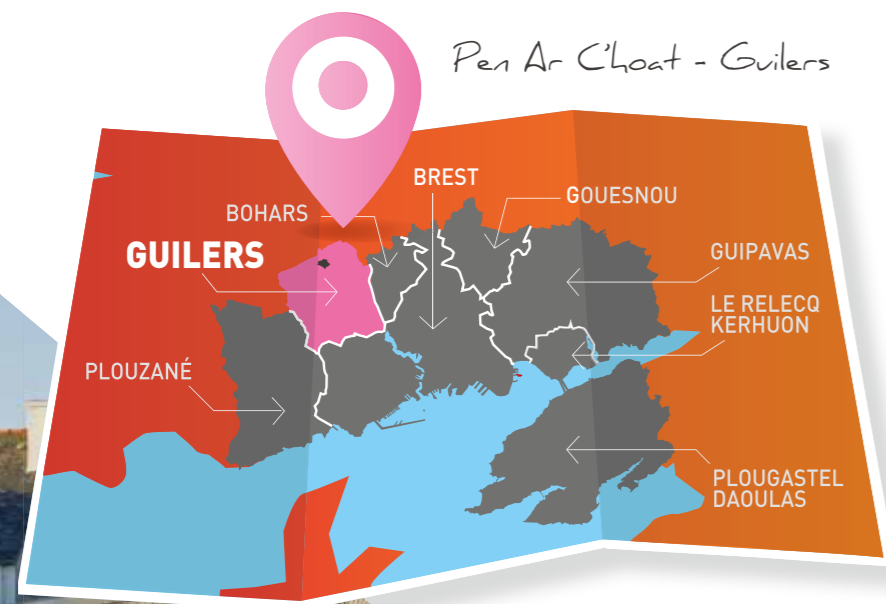 Pen Ar C'hoat - Guilers
BREST
GOUESNOU
BOHARS
GUILERS
GUIPAVAS
LE RELECQ
KERHUON
PLOUZANÉ
PLOUGASTEL
DAOULAS